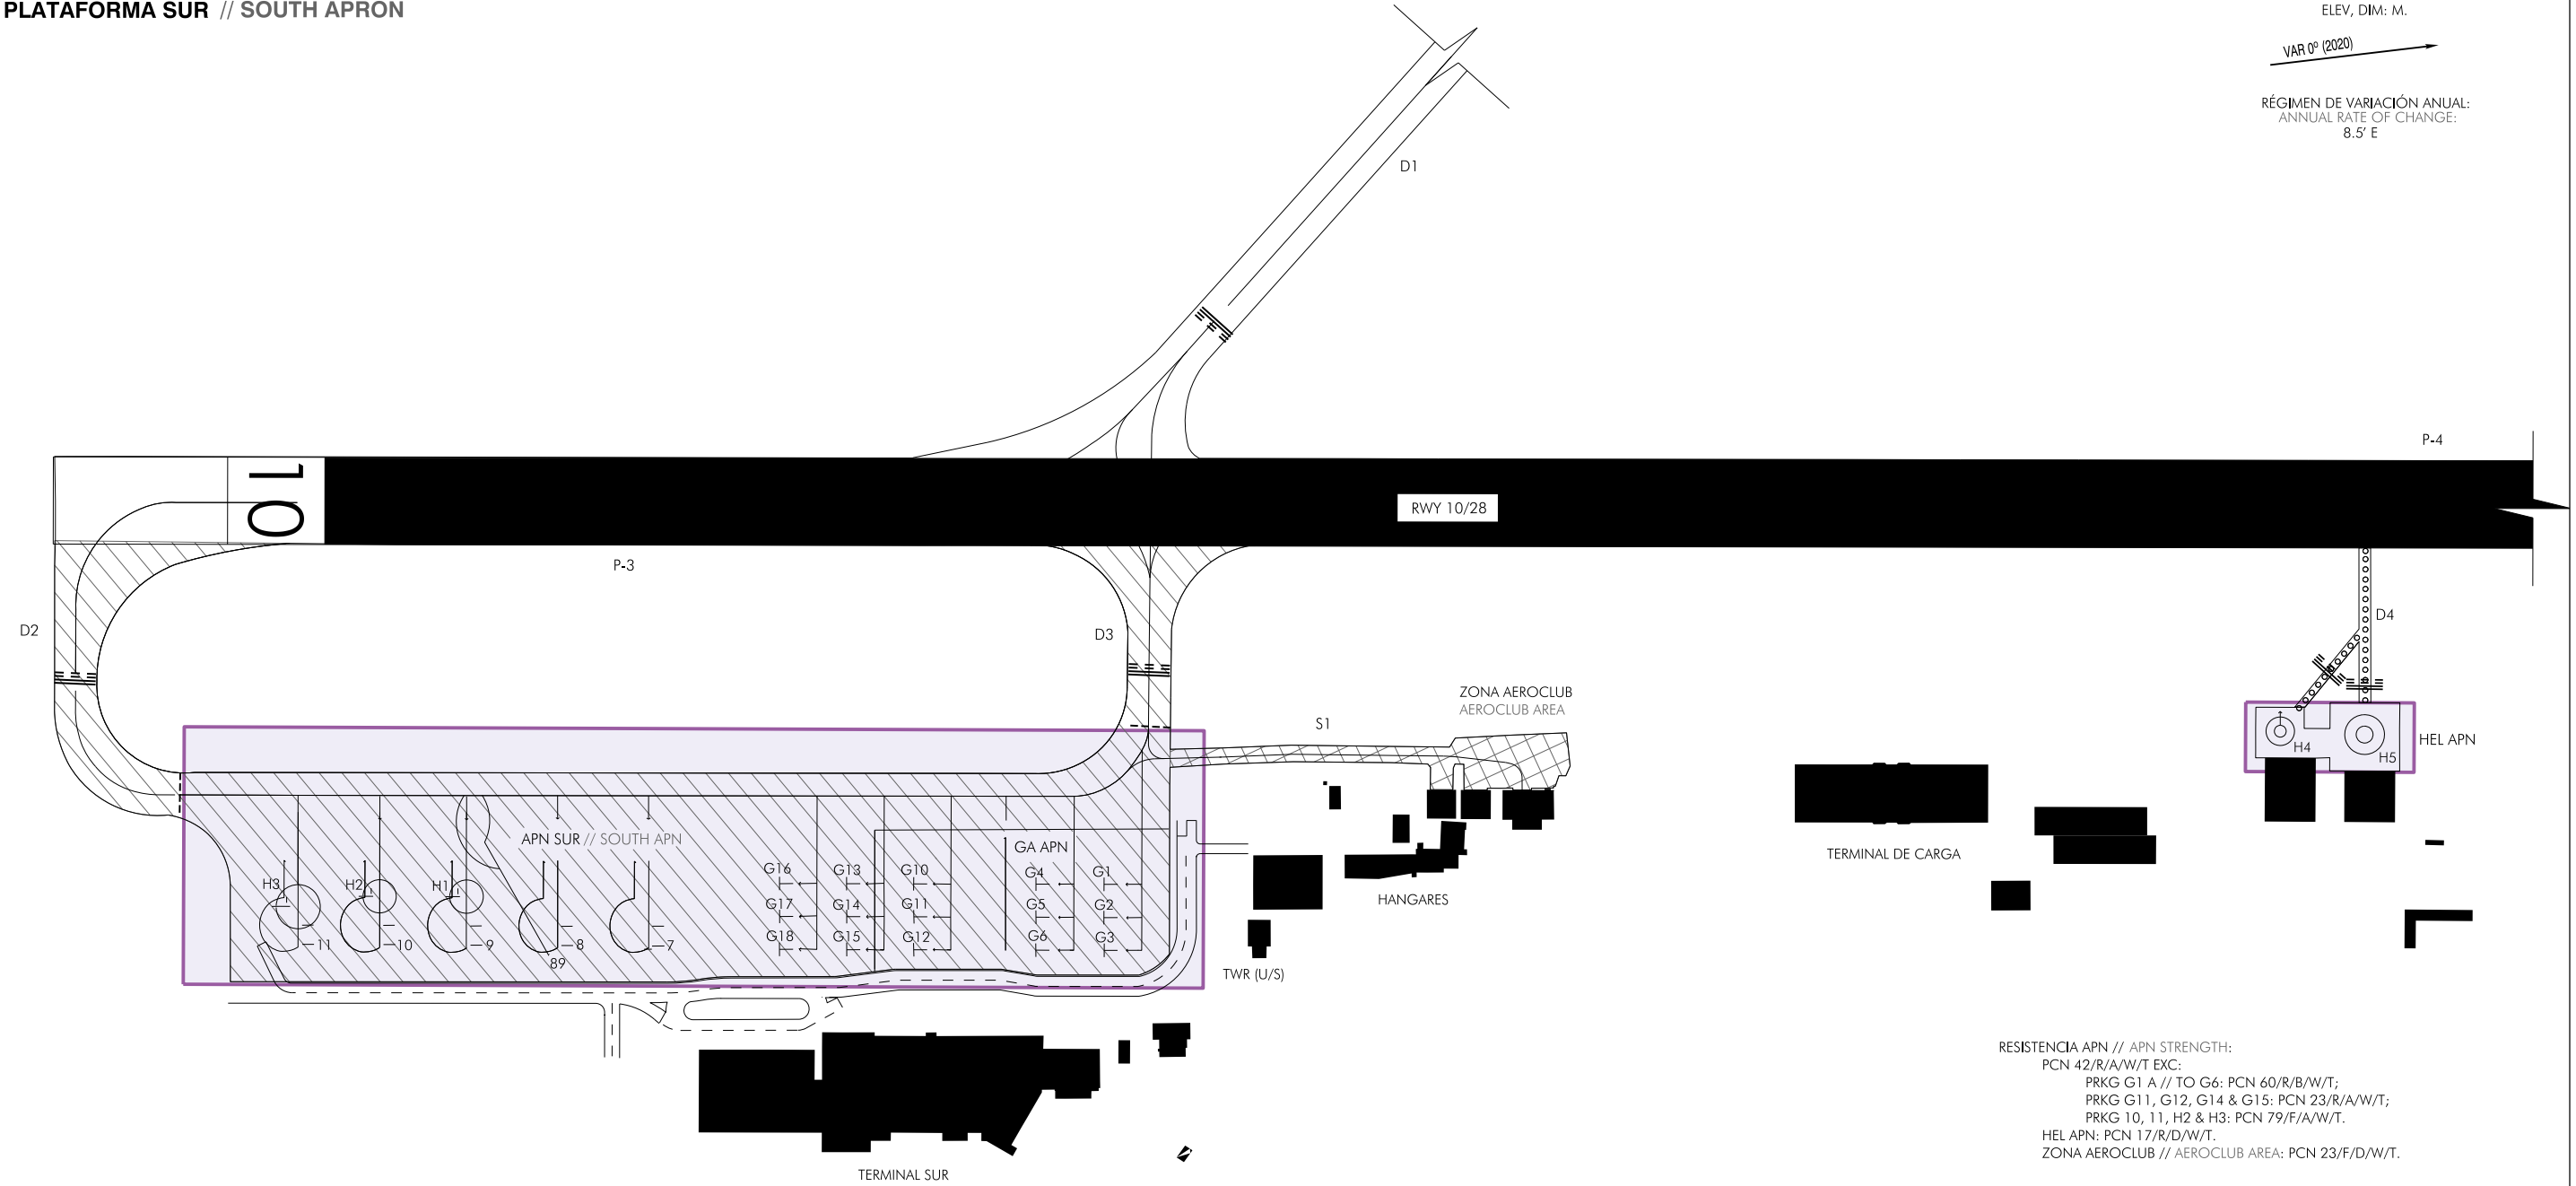 PLATAFORMA SUR // SOUTH APRON
ELEV, DIM: M.
VAR 0º (2020)
RÉGIMEN DE VARIACIÓN ANUAL:
ANNUAL RATE OF CHANGE:
8.5' E
D1
P-4
10
RWY 10/28
P-3
D2
D3
D4
ZONA AEROCLUB
AEROCLUB AREA
S1
HEL APN
H4
H5
APN SUR // SOUTH APN
GA APN
TERMINAL DE CARGA
H3
H2
H1
G16
G13
G10
G4
G1
G17
G14
G11
G5
G2
G18
G15
G12
G6
G3
11
10
9
8
7
89
HANGARES
TWR (U/S)
RESISTENCIA APN // APN STRENGTH:
PCN 42/R/A/W/T EXC:
PRKG G1 A // TO G6: PCN 60/R/B/W/T;
PRKG G11, G12, G14 & G15: PCN 23/R/A/W/T;
PRKG 10, 11, H2 & H3: PCN 79/F/A/W/T.
HEL APN: PCN 17/R/D/W/T.
ZONA AEROCLUB // AEROCLUB AREA: PCN 23/F/D/W/T.
TERMINAL SUR